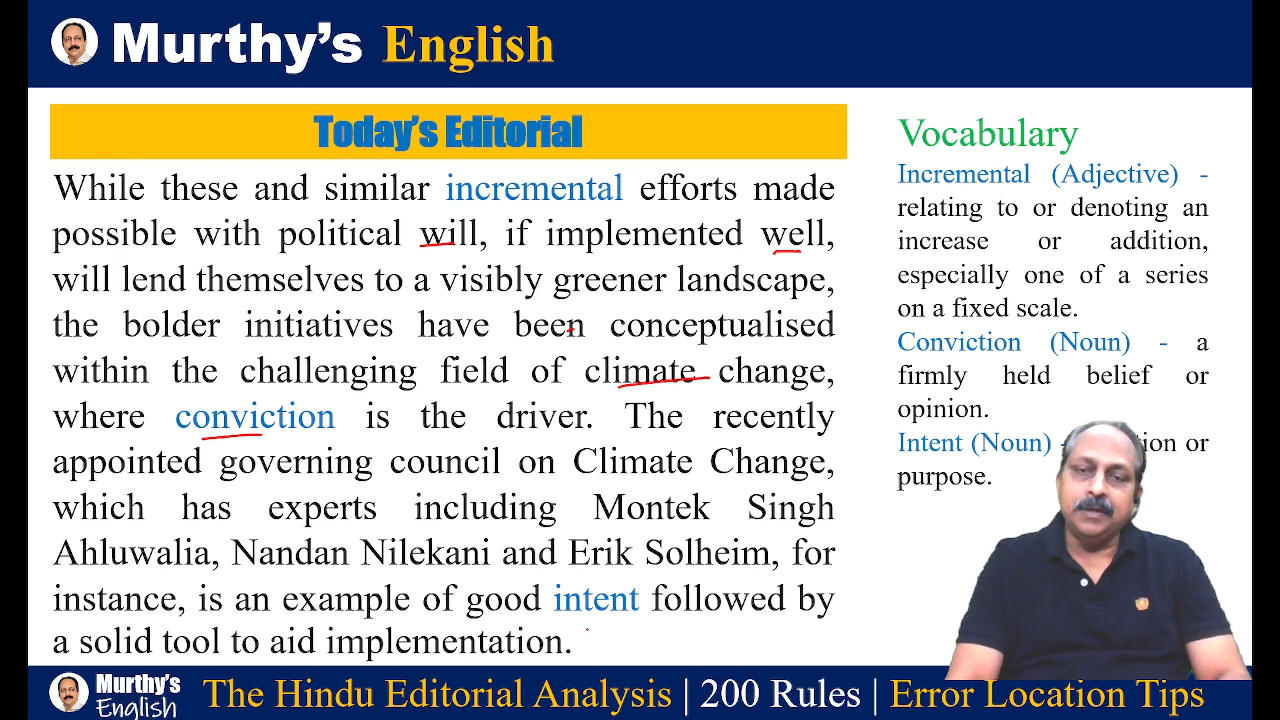 Murthy's English
Today's Editorial
While these and similar incremental efforts made
possible with political will, if implemented well,
will lend themselves to a visibly greener landscape,
the bolder initiatives have been conceptualised
within the challenging field of climate change,
where conviction is the driver. The recently
appointed governing council on Climate Change,
which has experts including Montek Singh
Ahluwalia, Nandan Nilekani and Erik Solheim, for
instance, is an example of good intent followed by
a solid tool to aid implementation.
Vocabulary
Incremental (Adjective) -
relating to or denoting an
increase or addition,
especially one of a series
on a fixed scale.
Conviction (Noun) - a
firmly held belief or
opinion.
Intent (Noun) - or
purpose.
Murthy's
English
The Hindu Editorial Analysis | 200 Rules | Error Location Tips